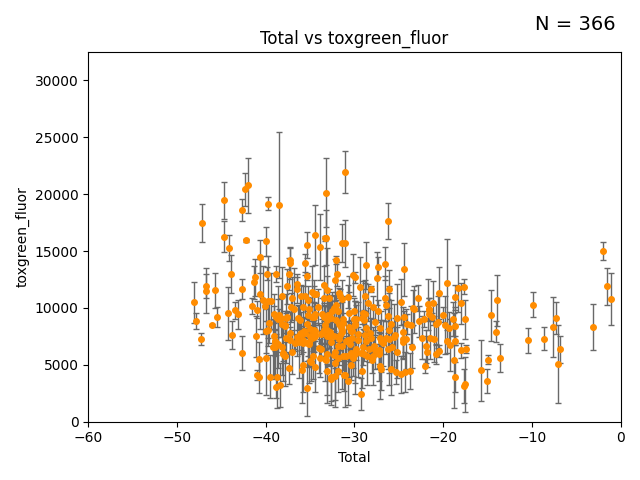 N = 366
Total vs toxgreen_fluor
toxgreen_fluor
30000
25000
20000
15000
10000
5000
0
−60 −50 −40 −30 −20 −10 0
Total